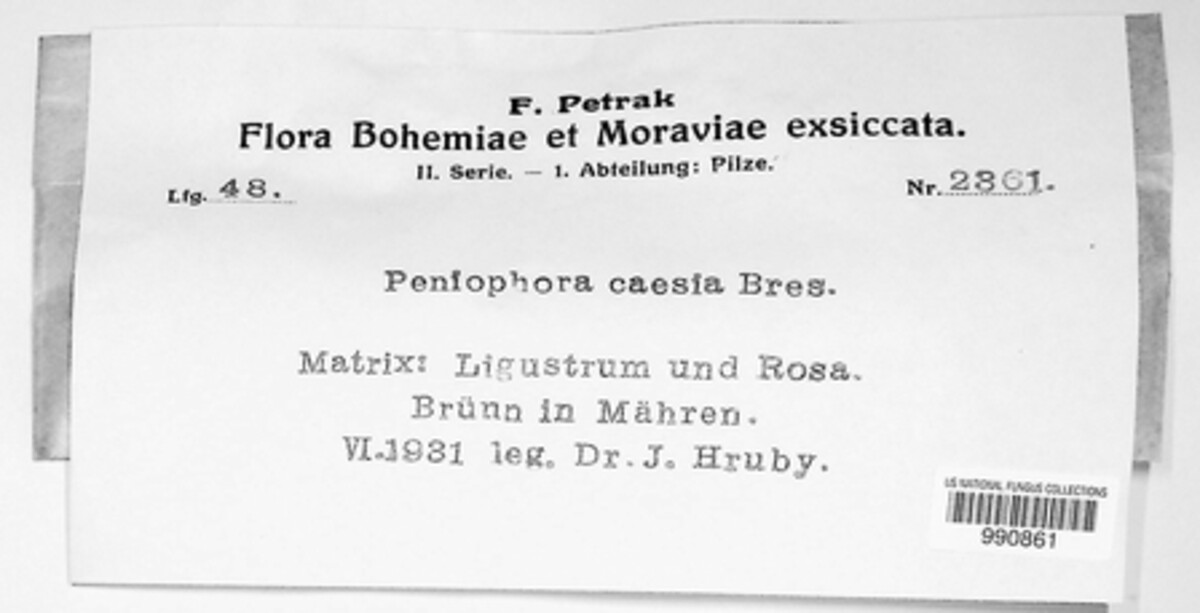 F. Petrak
Flora Bohemiae et Moraviae exsiccata.
II. Serie. — 1. Abteilung: Pilze.
Lfg. 48. Nr. 2361.
Peniophora caesia Bres.
Matrix: Ligustrum und Rosa.
Brünn in Mähren.
VI.1931 leg. Dr. J. Hruby.
US NATIONAL FUNGUS COLLECTIONS
990861